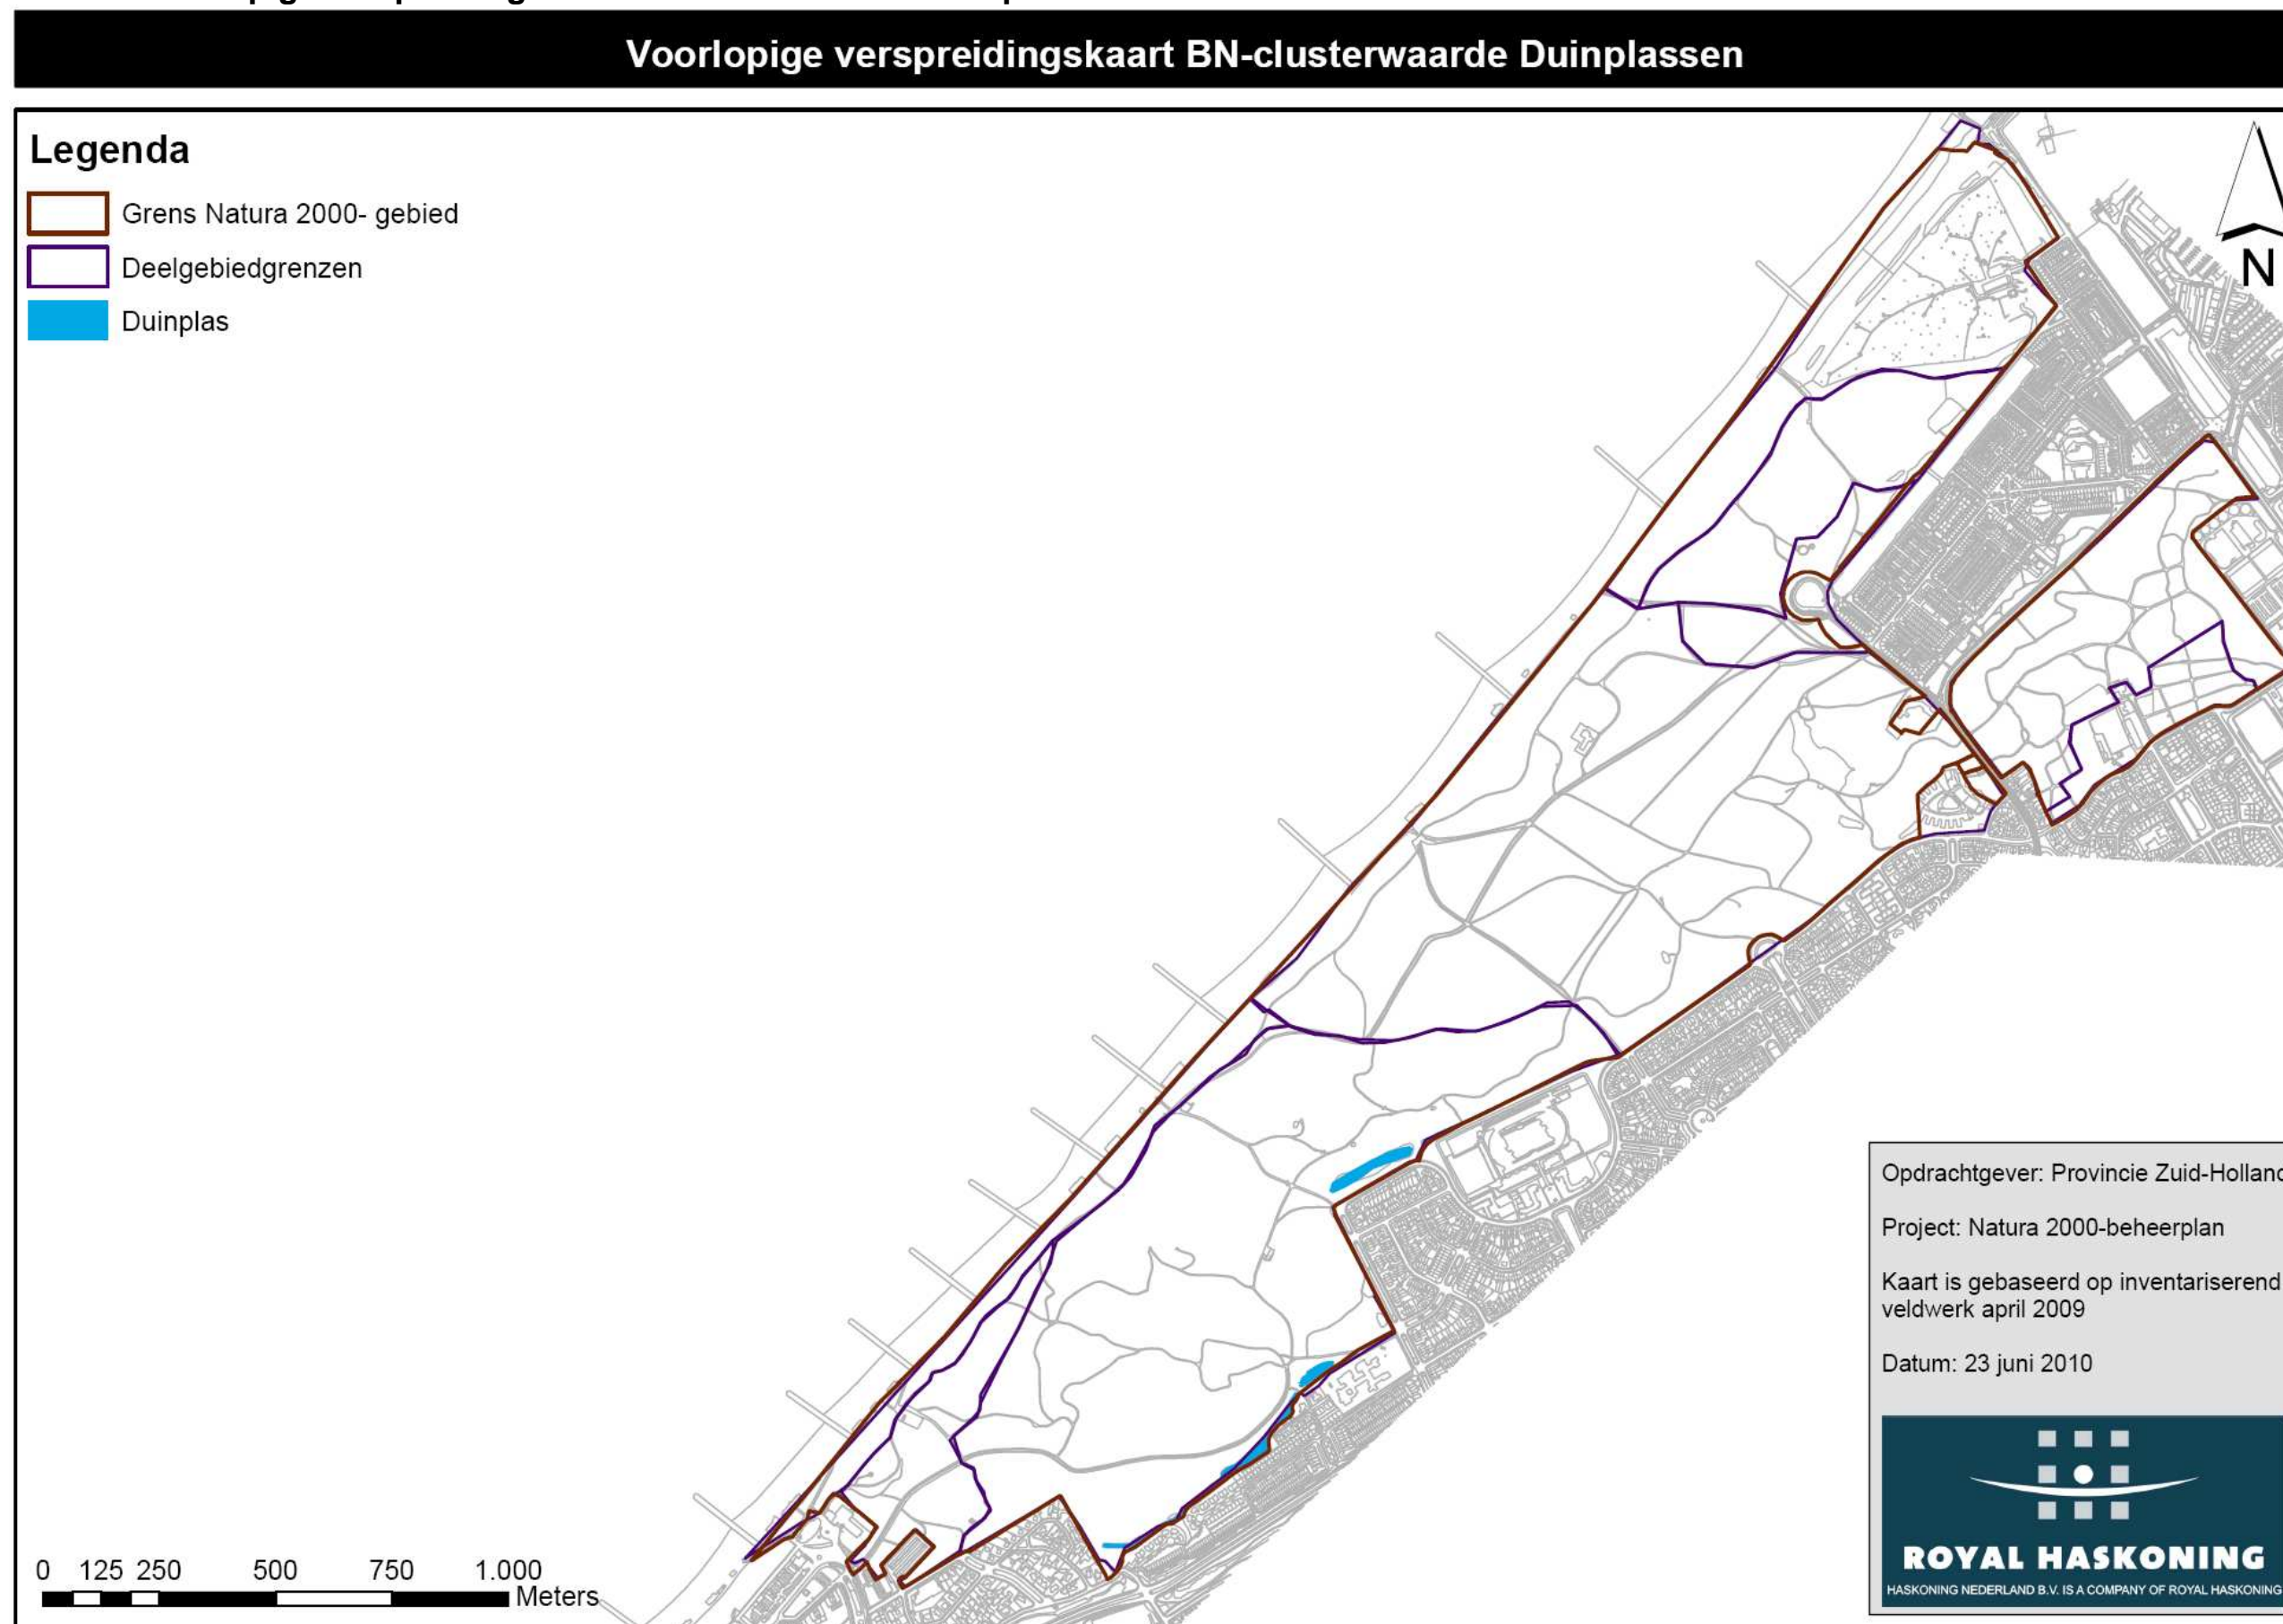 Voorlopige verspreidingskaart BN-clusterwaarde Duinplassen
Legenda
Grens Natura 2000- gebied
Deelgebiedgrenzen
Duinplas
N
Opdrachtgever: Provincie Zuid-Holland
Project: Natura 2000-beheerplan
Kaart is gebaseerd op inventariserend
veldwerk april 2009
Datum: 23 juni 2010
ROYAL HASKONING
HASKONING NEDERLAND B.V. IS A COMPANY OF ROYAL HASKONING
0 125 250 500 750 1.000
Meters